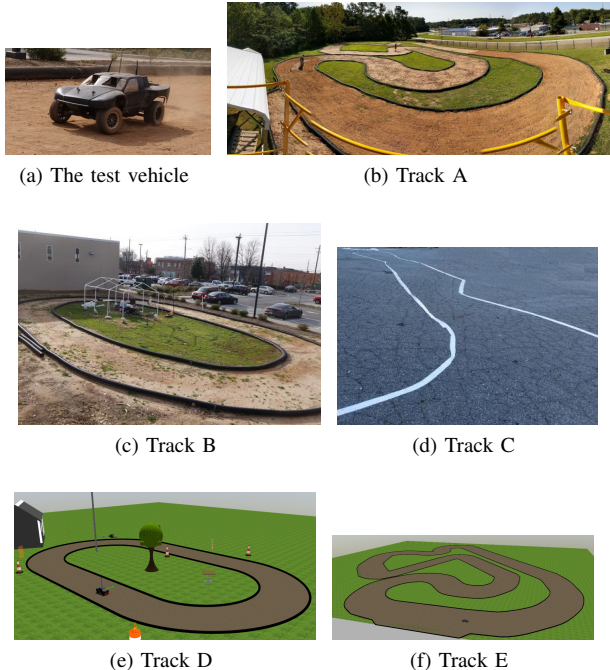 (a) The test vehicle
(b) Track A
(c) Track B
(d) Track C
(e) Track D
(f) Track E